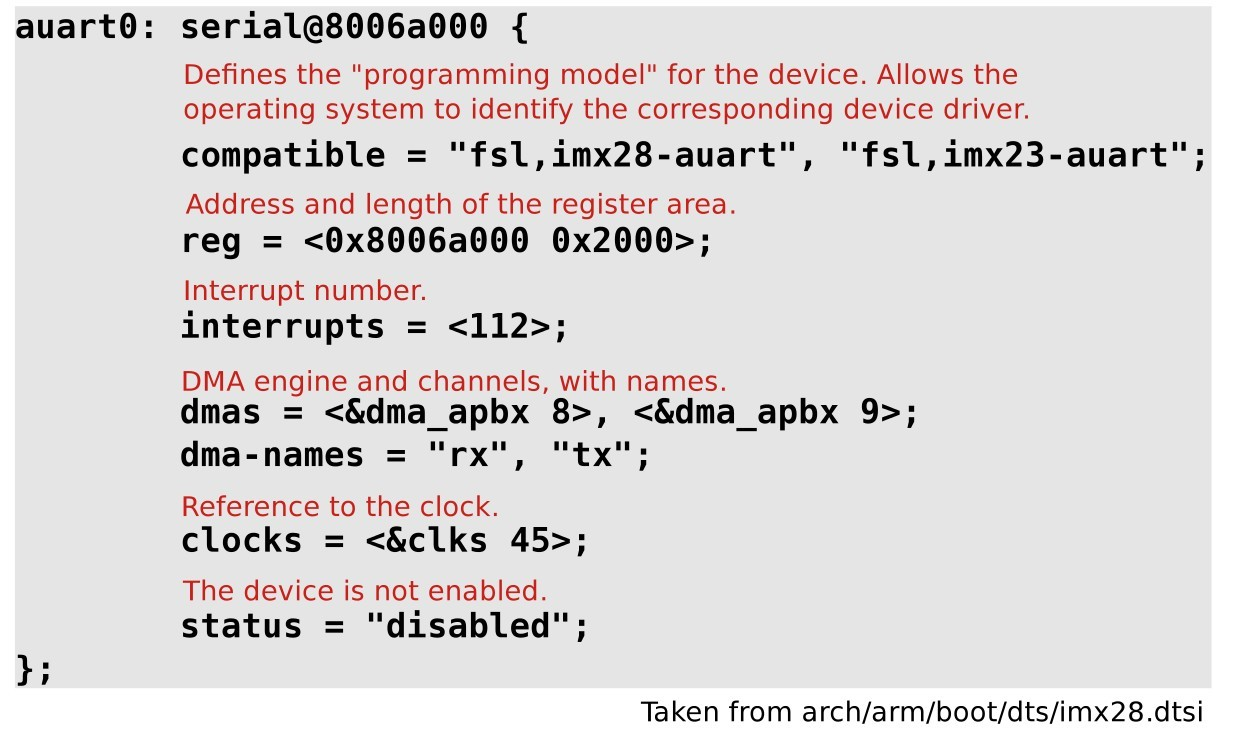 auart0: serial@8006a000 {
Defines the "programming model" for the device. Allows the
operating system to identify the corresponding device driver.
compatible = "fsl,imx28-auart", "fsl,imx23-auart";
Address and length of the register area.
reg = <0x8006a000 0x2000>;
Interrupt number.
interrupts = <112>;
DMA engine and channels, with names.
dmas = <&dma_apbx 8>, <&dma_apbx 9>;
dma-names = "rx", "tx";
Reference to the clock.
clocks = <&clks 45>;
The device is not enabled.
status = "disabled";
};
Taken from arch/arm/boot/dts/imx28.dtsi